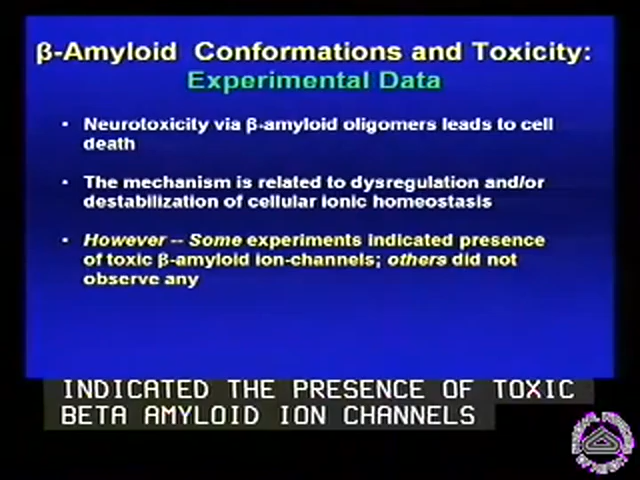 β-Amyloid Conformations and Toxicity:
Experimental Data
• Neurotoxicity via β-amyloid oligomers leads to cell
death
• The mechanism is related to dysregulation and/or
destabilization of cellular ionic homeostasis
• However -- Some experiments indicated presence
of toxic β-amyloid ion-channels; others did not
observe any
INDICATED THE PRESENCE OF TOXIC
BETA AMYLOID ION CHANNELS